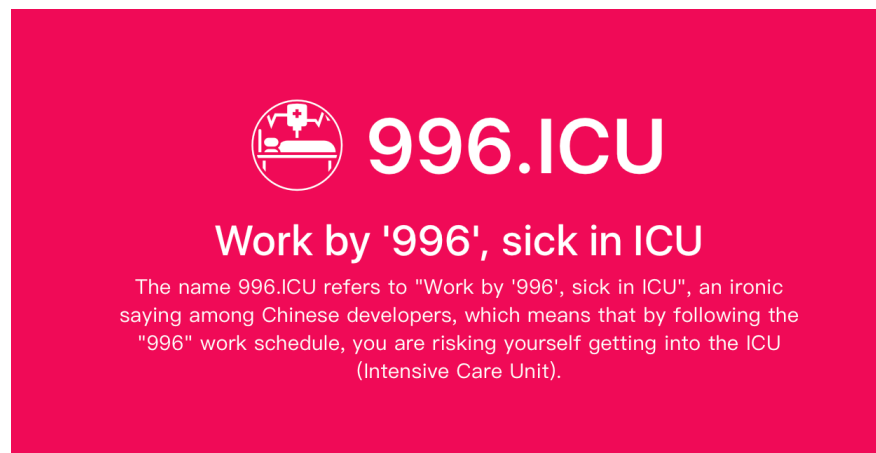 996.ICU
Work by '996', sick in ICU
The name 996.ICU refers to "Work by '996', sick in ICU", an ironic
saying among Chinese developers, which means that by following the
"996" work schedule, you are risking yourself getting into the ICU
(Intensive Care Unit).